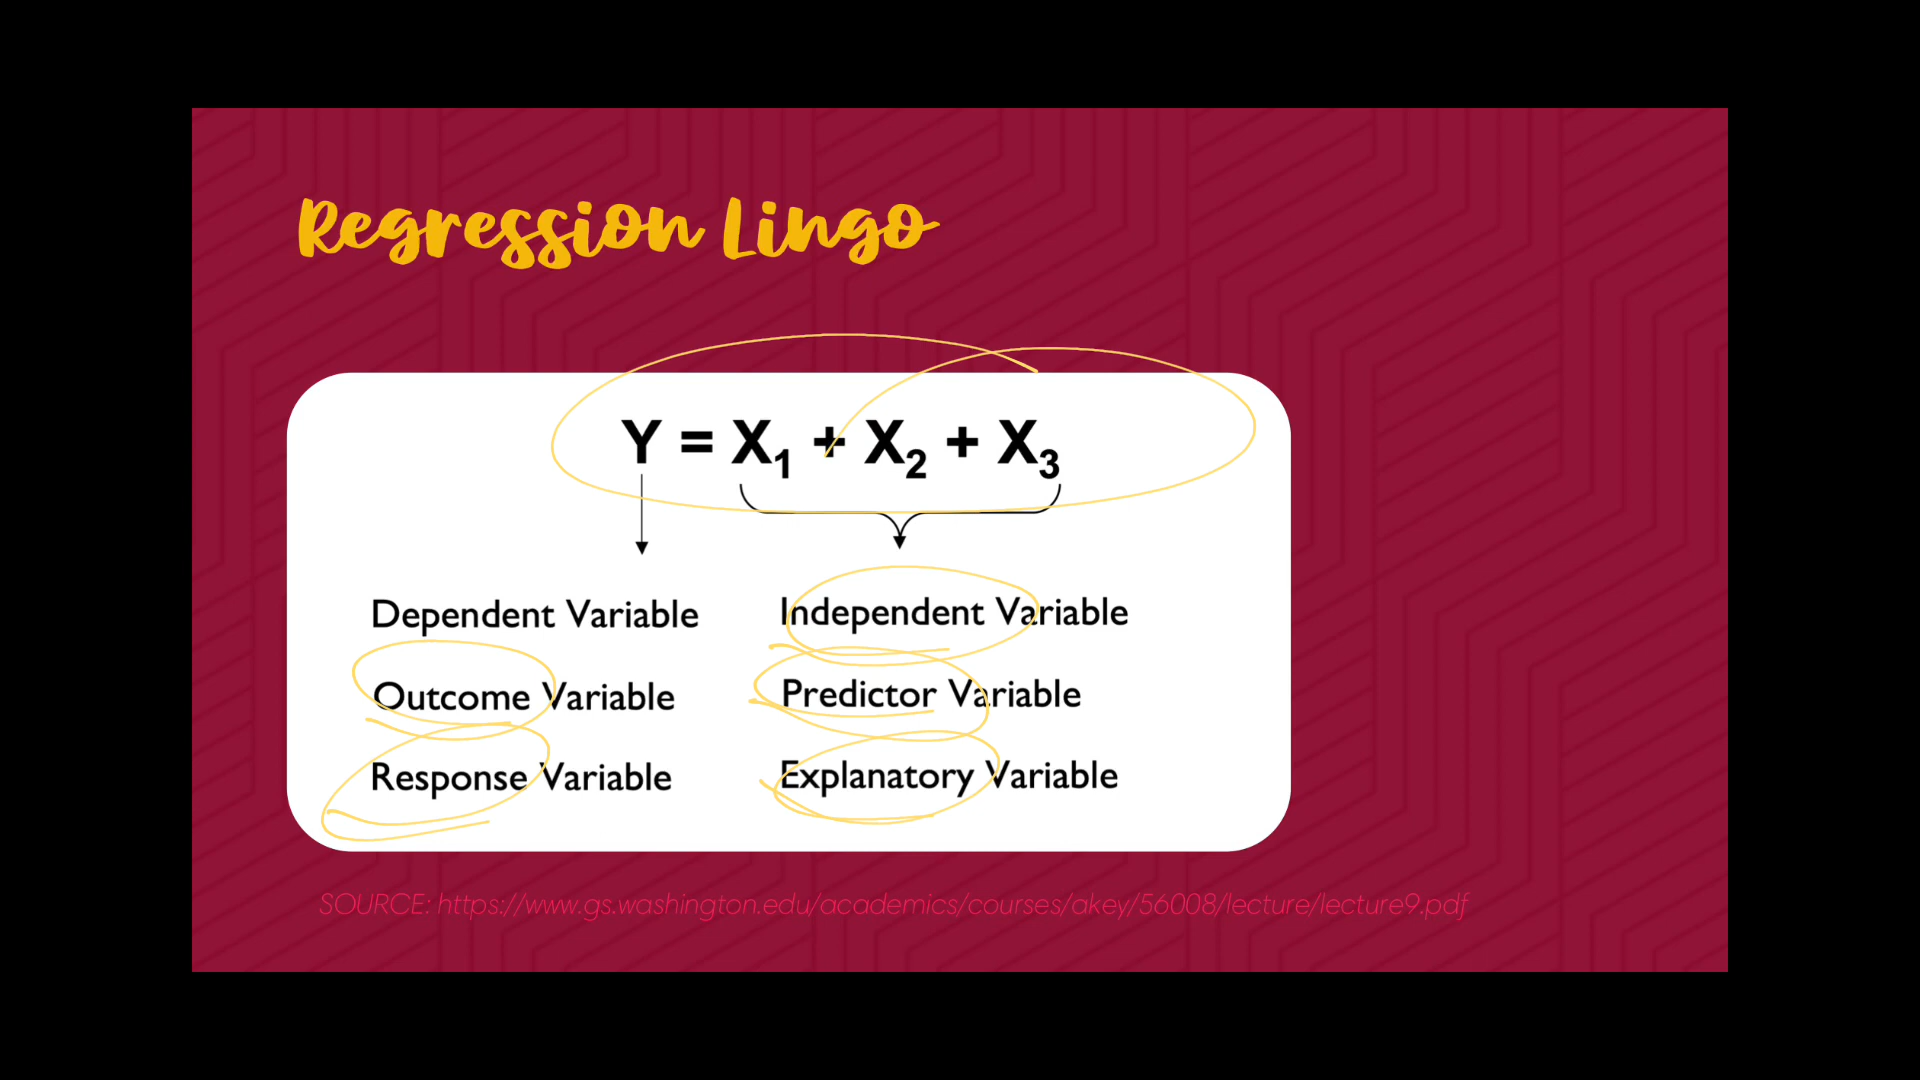 Regression Lingo
Y = X₁ + X₂ + X₃
Dependent Variable
Independent Variable
Outcome Variable
Predictor Variable
Response Variable
Explanatory Variable
SOURCE: https://www.gs.washington.edu/academics/courses/akey/56008/lecture/lecture9.pdf